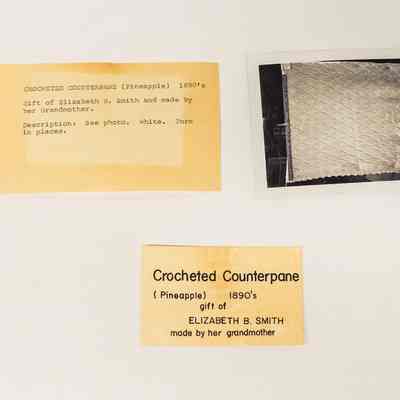 CROCHETED COUNTERPANE (Pineapple) 1890's
Gift of Elizabeth B. Smith and made by
her Grandmother.
Description: See photo. White. Torn
in places.
Crocheted Counterpane
(Pineapple) 1890's
gift of
ELIZABETH B. SMITH
made by her grandmother